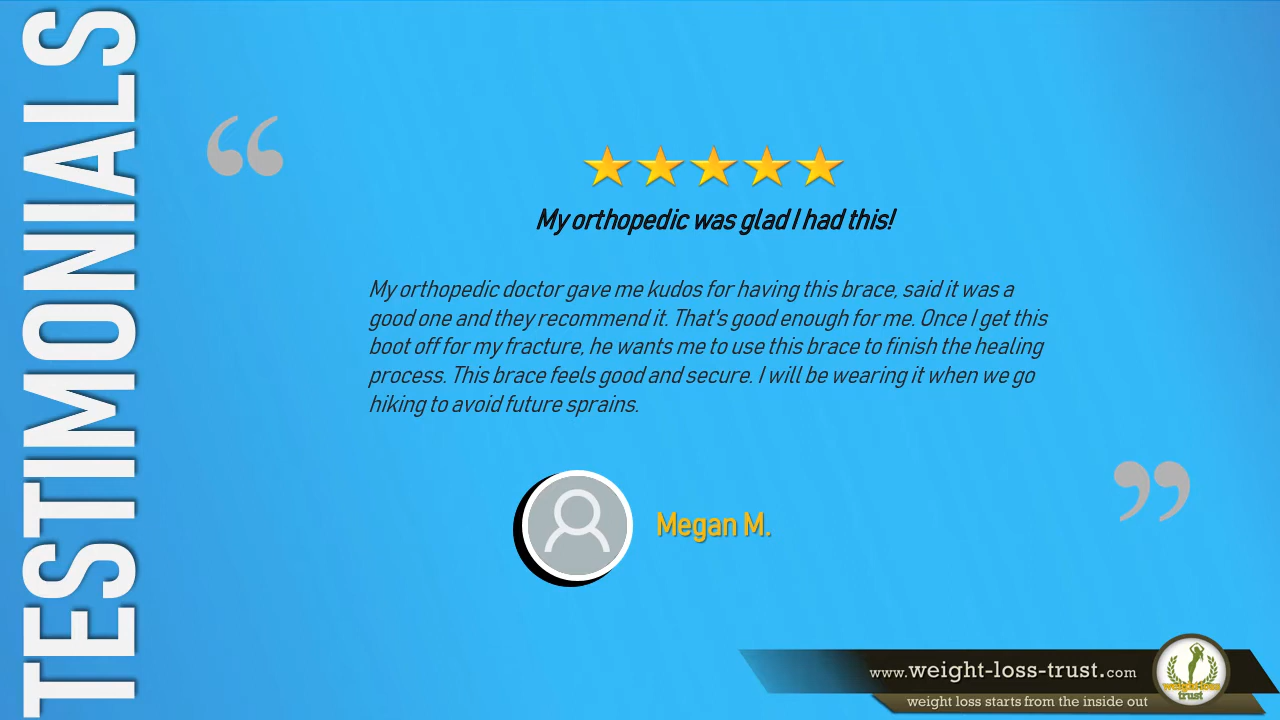 TESTIMONIALS
“
My orthopedic was glad I had this!
My orthopedic doctor gave me kudos for having this brace, said it was a
good one and they recommend it. That's good enough for me. Once I get this
boot off for my fracture, he wants me to use this brace to finish the healing
process. This brace feels good and secure. I will be wearing it when we go
hiking to avoid future sprains.
”
Megan M.
www.weight-loss-trust.com
weight loss starts from the inside out
weight loss
trust